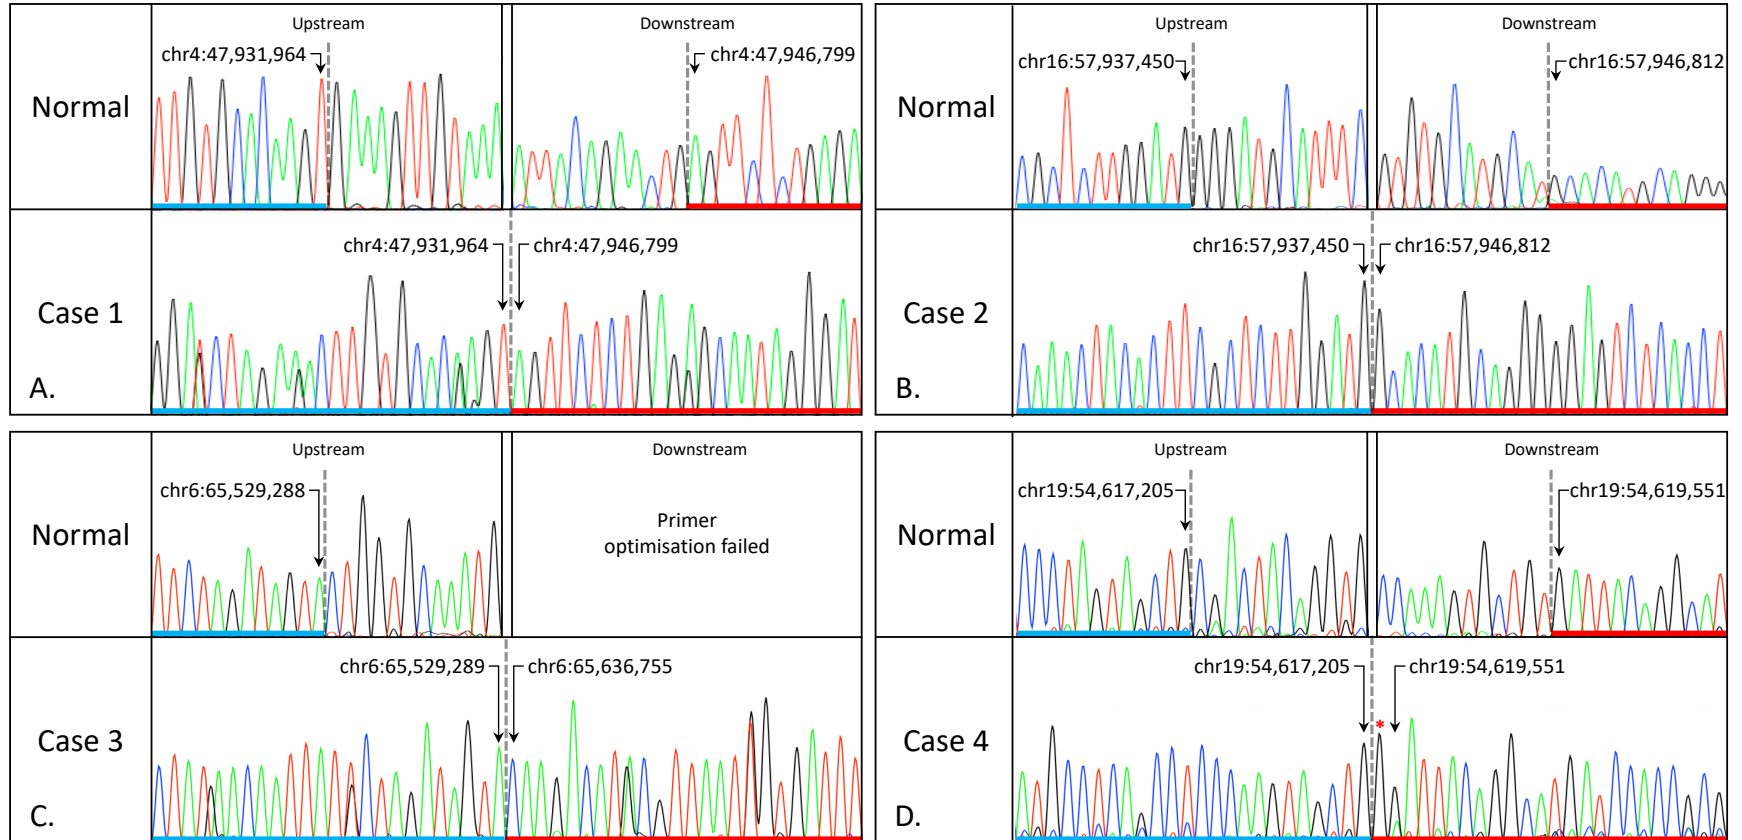 Upstream
Downstream
chr4:47,931,964
chr4:47,946,799
Normal
chr4:47,931,964
chr4:47,946,799
Case 1
A.
Upstream
Downstream
chr16:57,937,450
chr16:57,946,812
Normal
chr16:57,937,450
chr16:57,946,812
Case 2
B.
Upstream
Downstream
chr6:65,529,288
Normal
Primer
optimisation failed
chr6:65,529,289
chr6:65,636,755
Case 3
C.
Upstream
Downstream
chr19:54,617,205
chr19:54,619,551
Normal
chr19:54,617,205
chr19:54,619,551
*
Case 4
D.